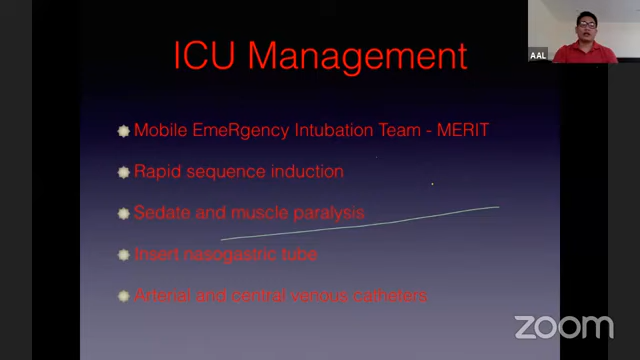 ICU Management
AAL
Mobile EmeRgency Intubation Team - MERIT
Rapid sequence induction
Sedate and muscle paralysis
Insert nasogastric tube
Arterial and central venous catheters
zoom